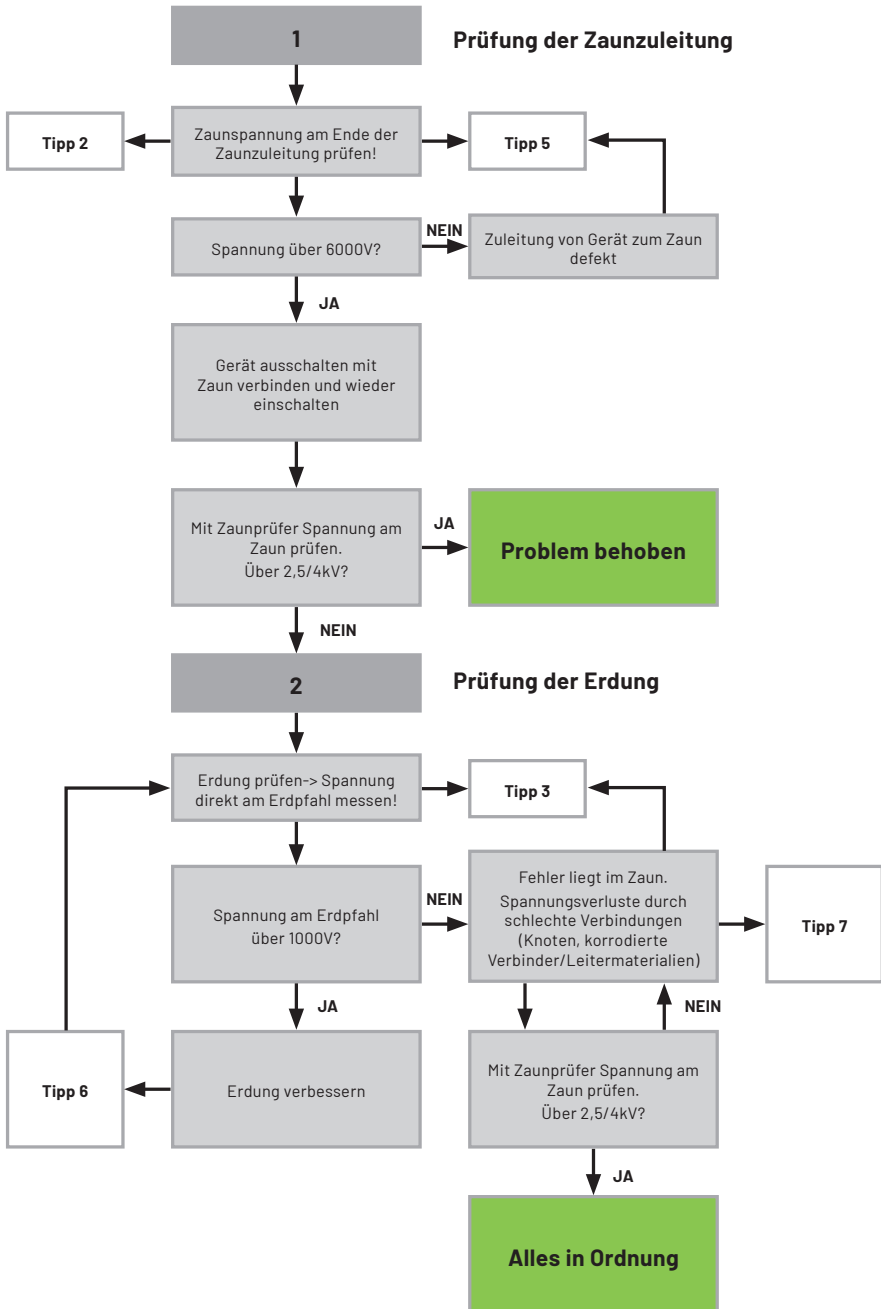 1
Prüfung der Zaunzuleitung
Tipp 2
Zaunspannung am Ende der
Zaunzuleitung prüfen!
Tipp 5
Spannung über 6000V?
NEIN
Zuleitung von Gerät zum Zaun
defekt
JA
Gerät ausschalten mit
Zaun verbinden und wieder
einschalten
Mit Zaunprüfer Spannung am
Zaun prüfen.
Über 2,5/4kV?
JA
Problem behoben
NEIN
2
Prüfung der Erdung
Erdung prüfen-> Spannung
direkt am Erdpfahl messen!
Tipp 3
Spannung am Erdpfahl
über 1000V?
NEIN
Fehler liegt im Zaun.
Spannungsverluste durch
schlechte Verbindungen
(Knoten, korrodierte
Verbinder/Leitermaterialien)
Tipp 7
JA
NEIN
Tipp 6
Erdung verbessern
Mit Zaunprüfer Spannung am
Zaun prüfen.
Über 2,5/4kV?
JA
Alles in Ordnung